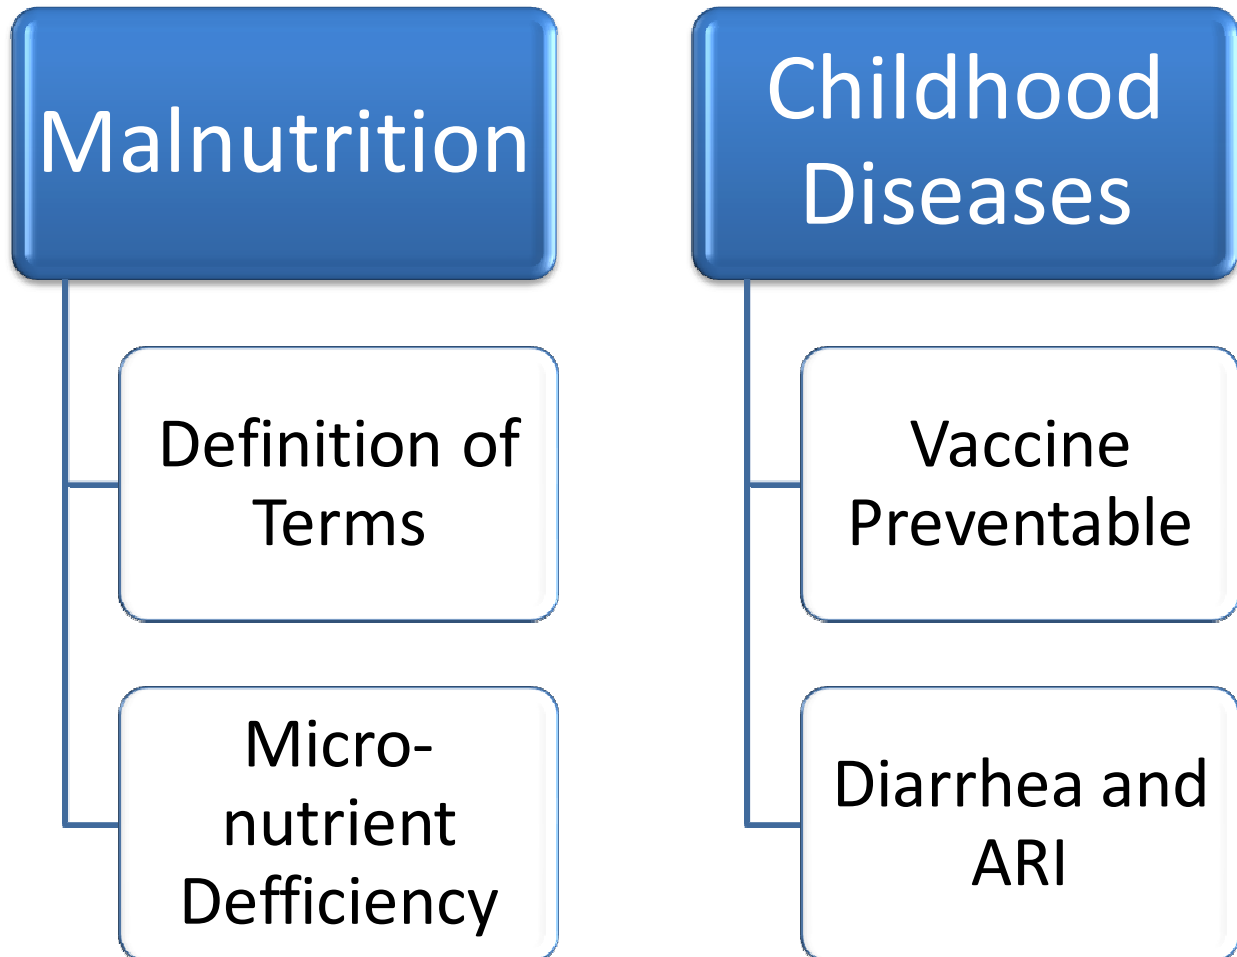 Malnutrition
Definition of
Terms
Micro-
nutrient
Defficiency
Childhood
Diseases
Vaccine
Preventable
Diarrhea and
ARI